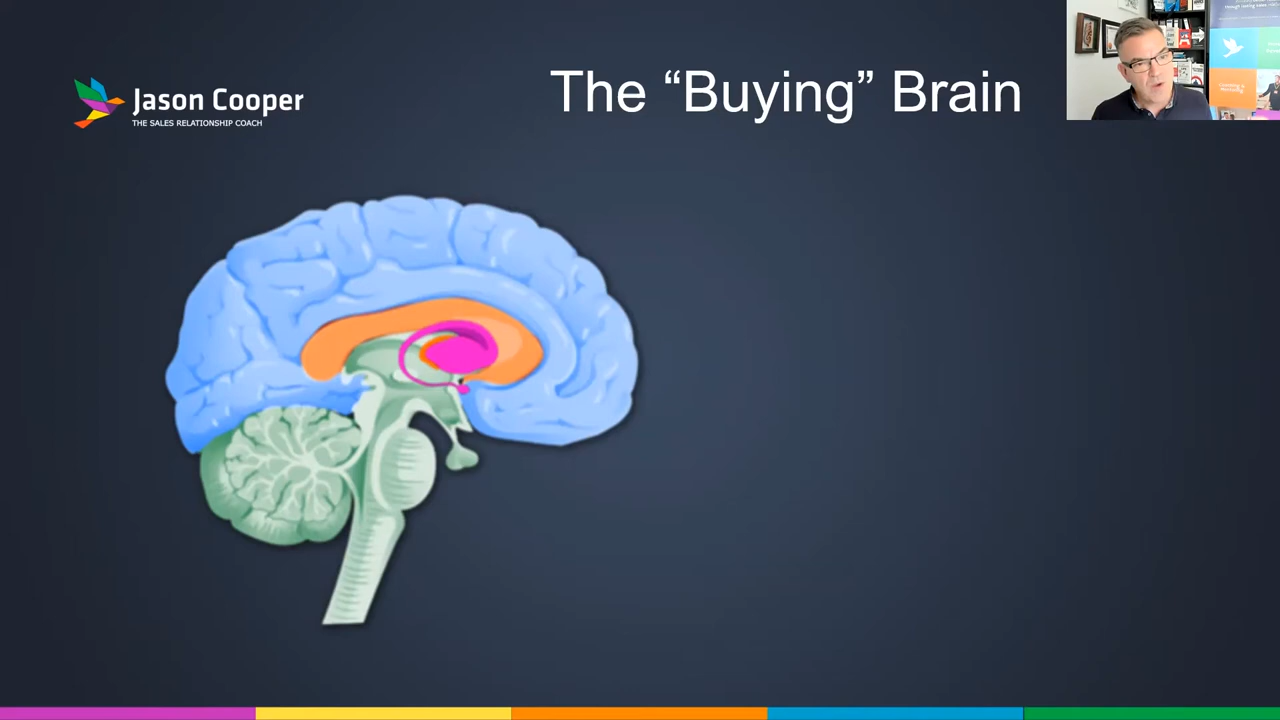 Jason Cooper
THE SALES RELATIONSHIP COACH
The “Buying” Brain